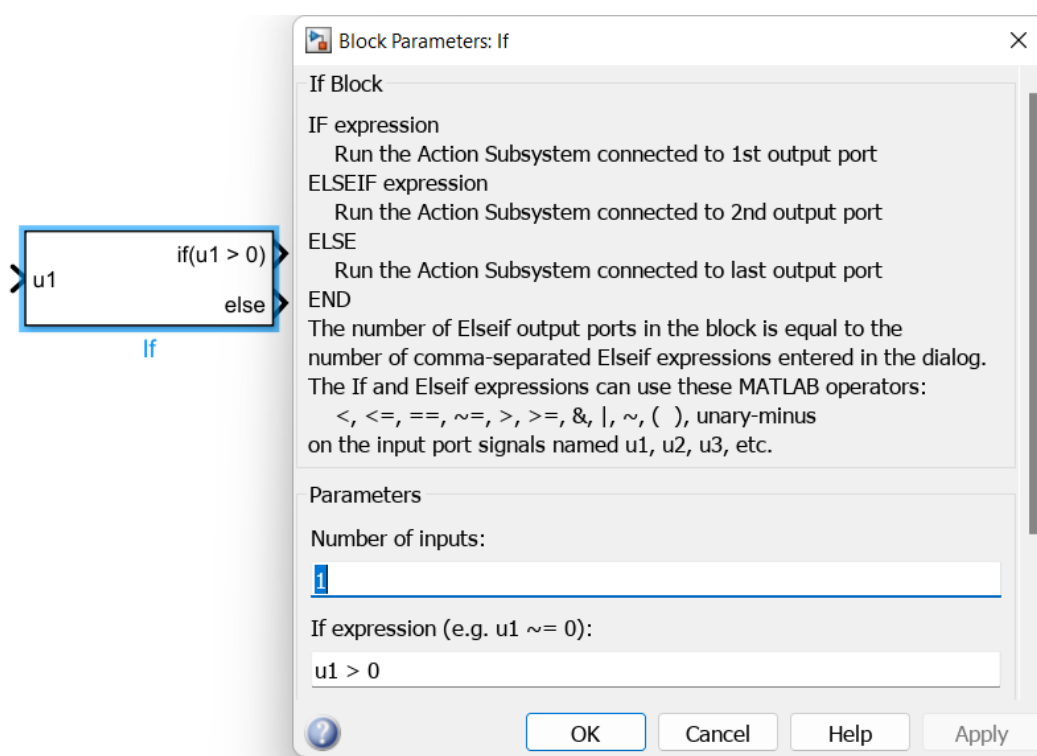 Block Parameters: If
If Block
IF expression
Run the Action Subsystem connected to 1st output port
ELSEIF expression
Run the Action Subsystem connected to 2nd output port
ELSE
Run the Action Subsystem connected to last output port
END
The number of Elseif output ports in the block is equal to the
number of comma-separated Elseif expressions entered in the dialog.
The If and Elseif expressions can use these MATLAB operators:
<, <=, ==, ~=, >, >=, &, |, ~, ( ), unary-minus
on the input port signals named u1, u2, u3, etc.
Parameters
Number of inputs:
1
If expression (e.g. u1 ~= 0):
u1 > 0
OK Cancel Help Apply
u1
if(u1 > 0)
else
If